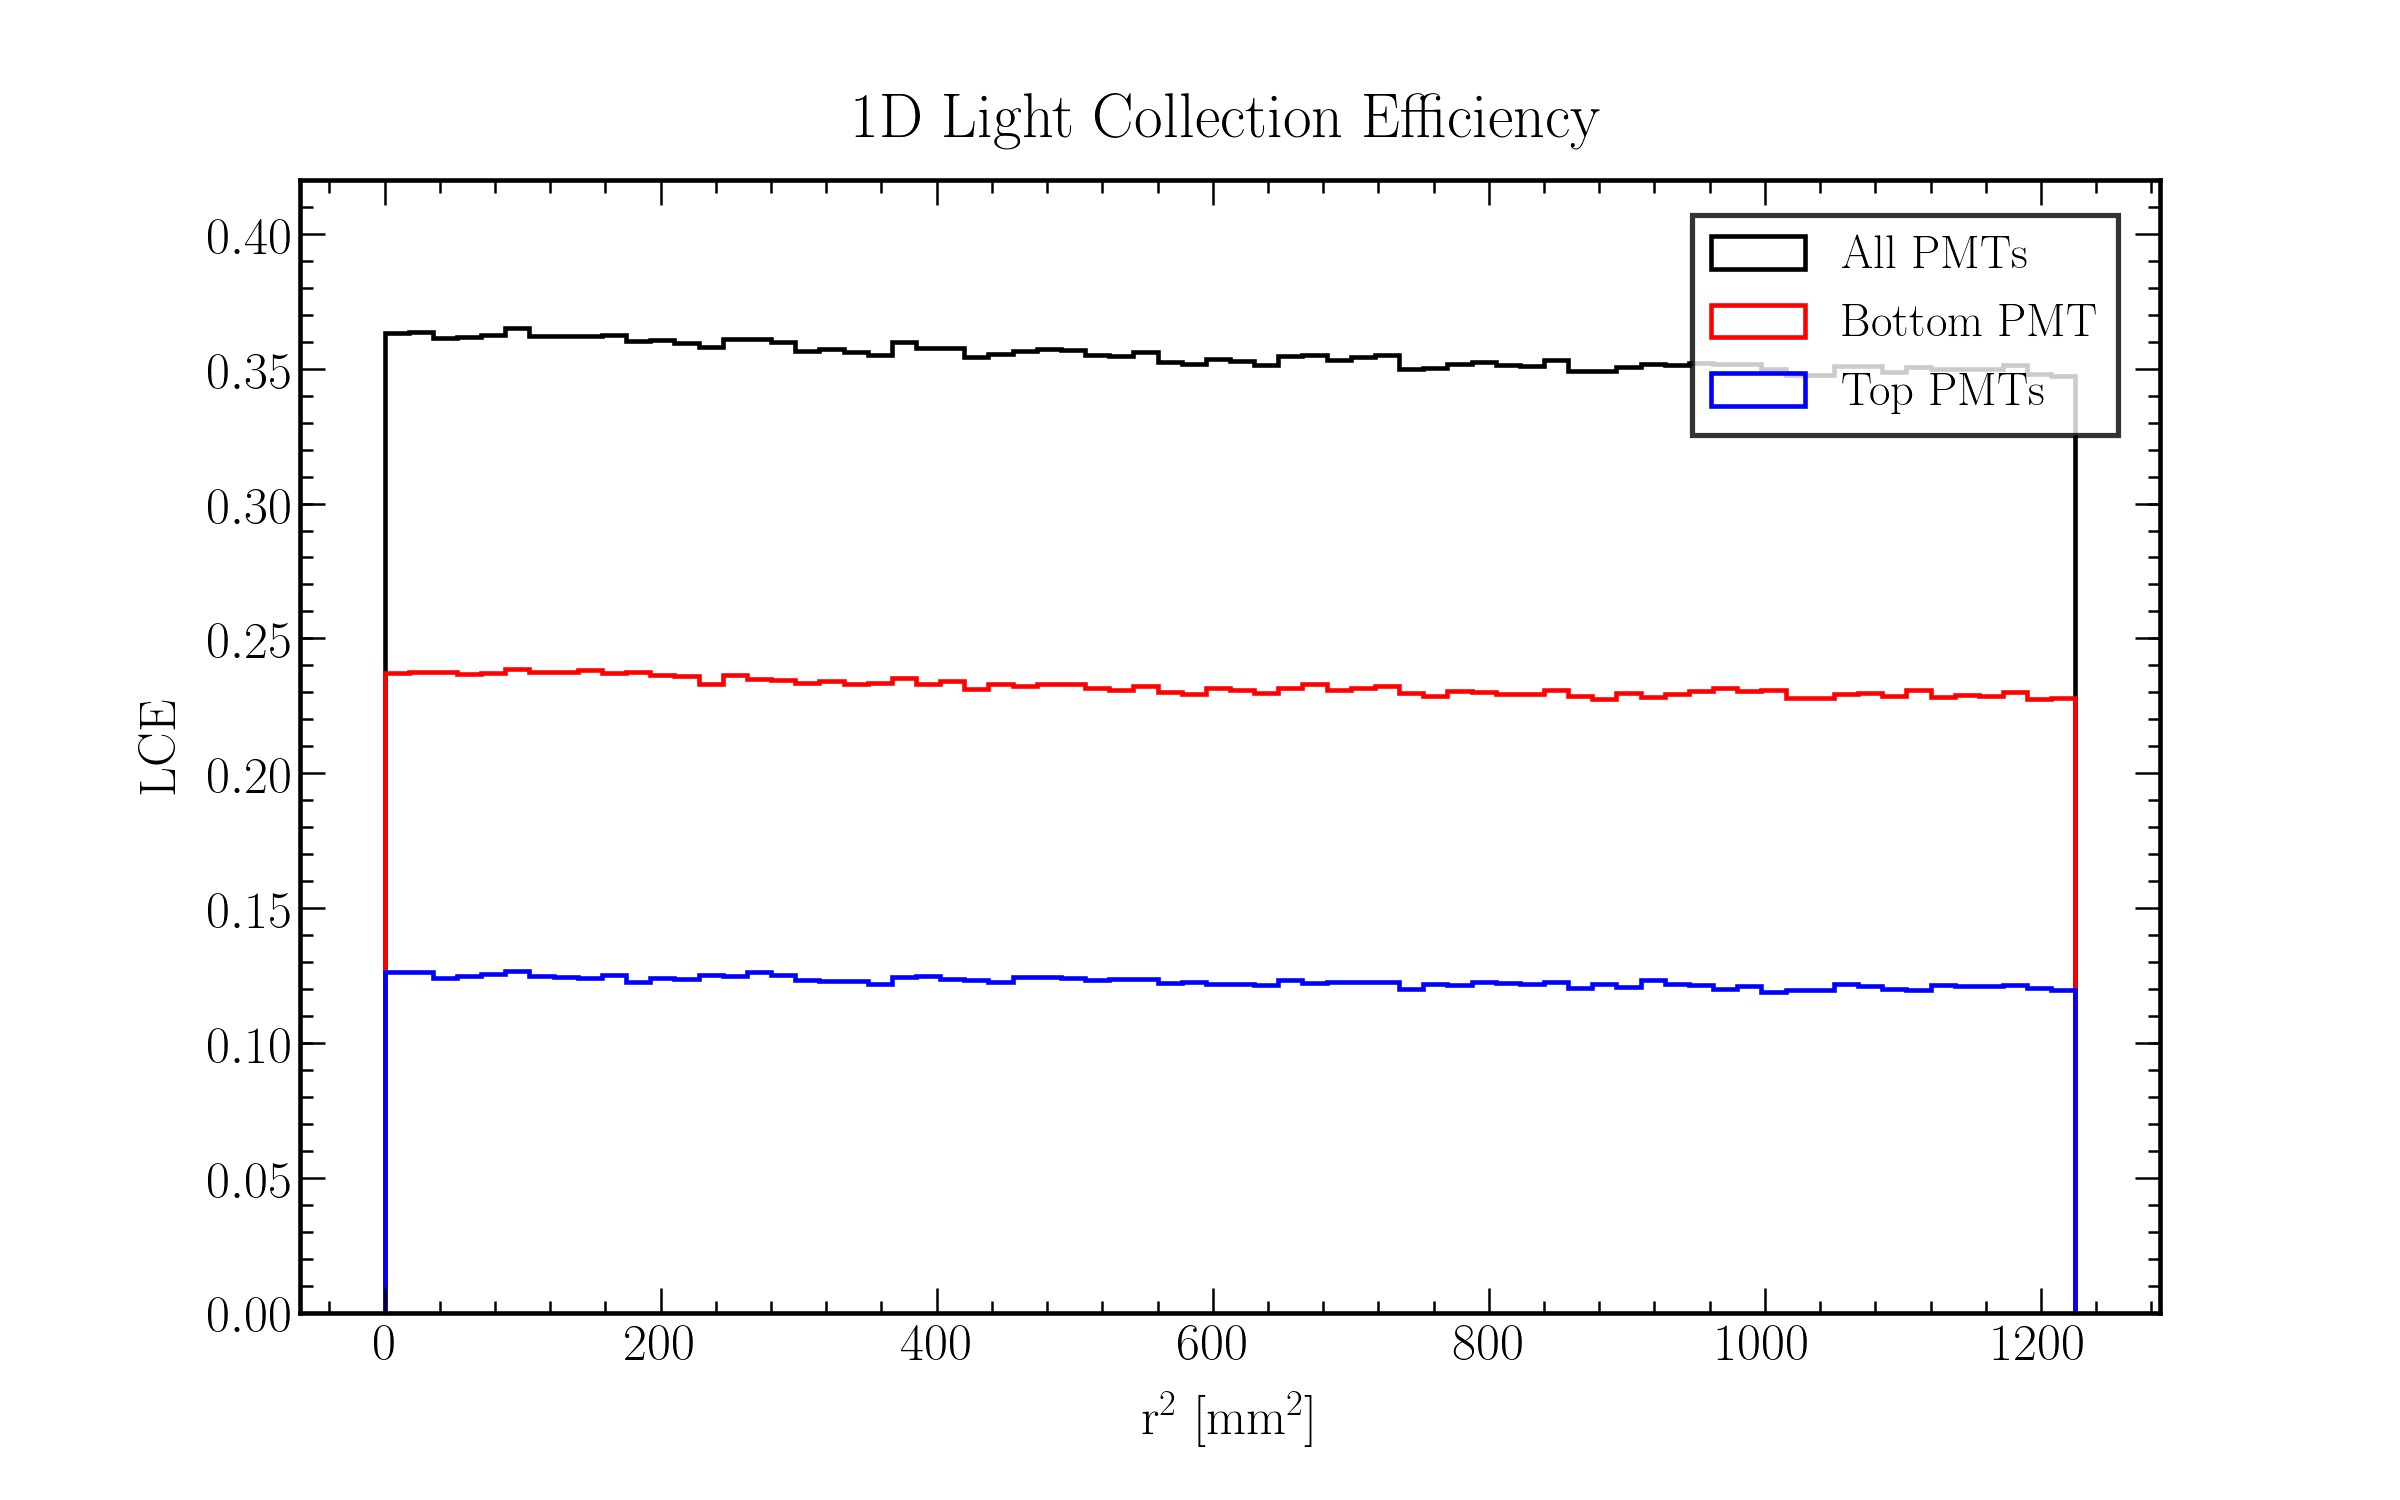 1D Light Collection Efficiency
0.40
0.35
0.30
0.25
0.20
0.15
0.10
0.05
0.00
LCE
All PMTs
Bottom PMT
Top PMTs
0 200 400 600 800 1000 1200
r² [mm²]